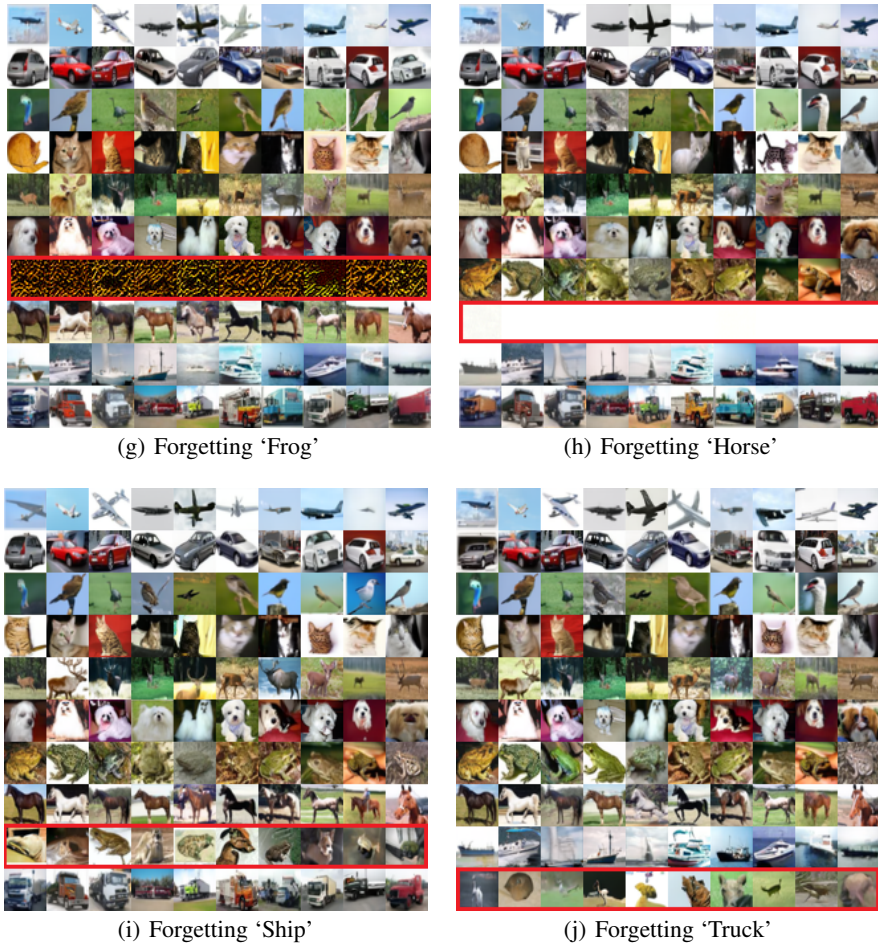 (g) Forgetting ‘Frog’
(h) Forgetting ‘Horse’
(i) Forgetting ‘Ship’
(j) Forgetting ‘Truck’